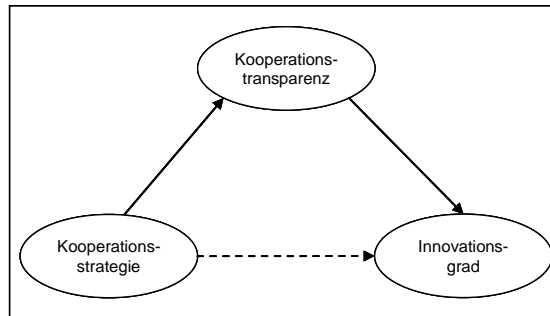 Kooperations-
transparenz
Kooperations-
strategie
Innovations-
grad